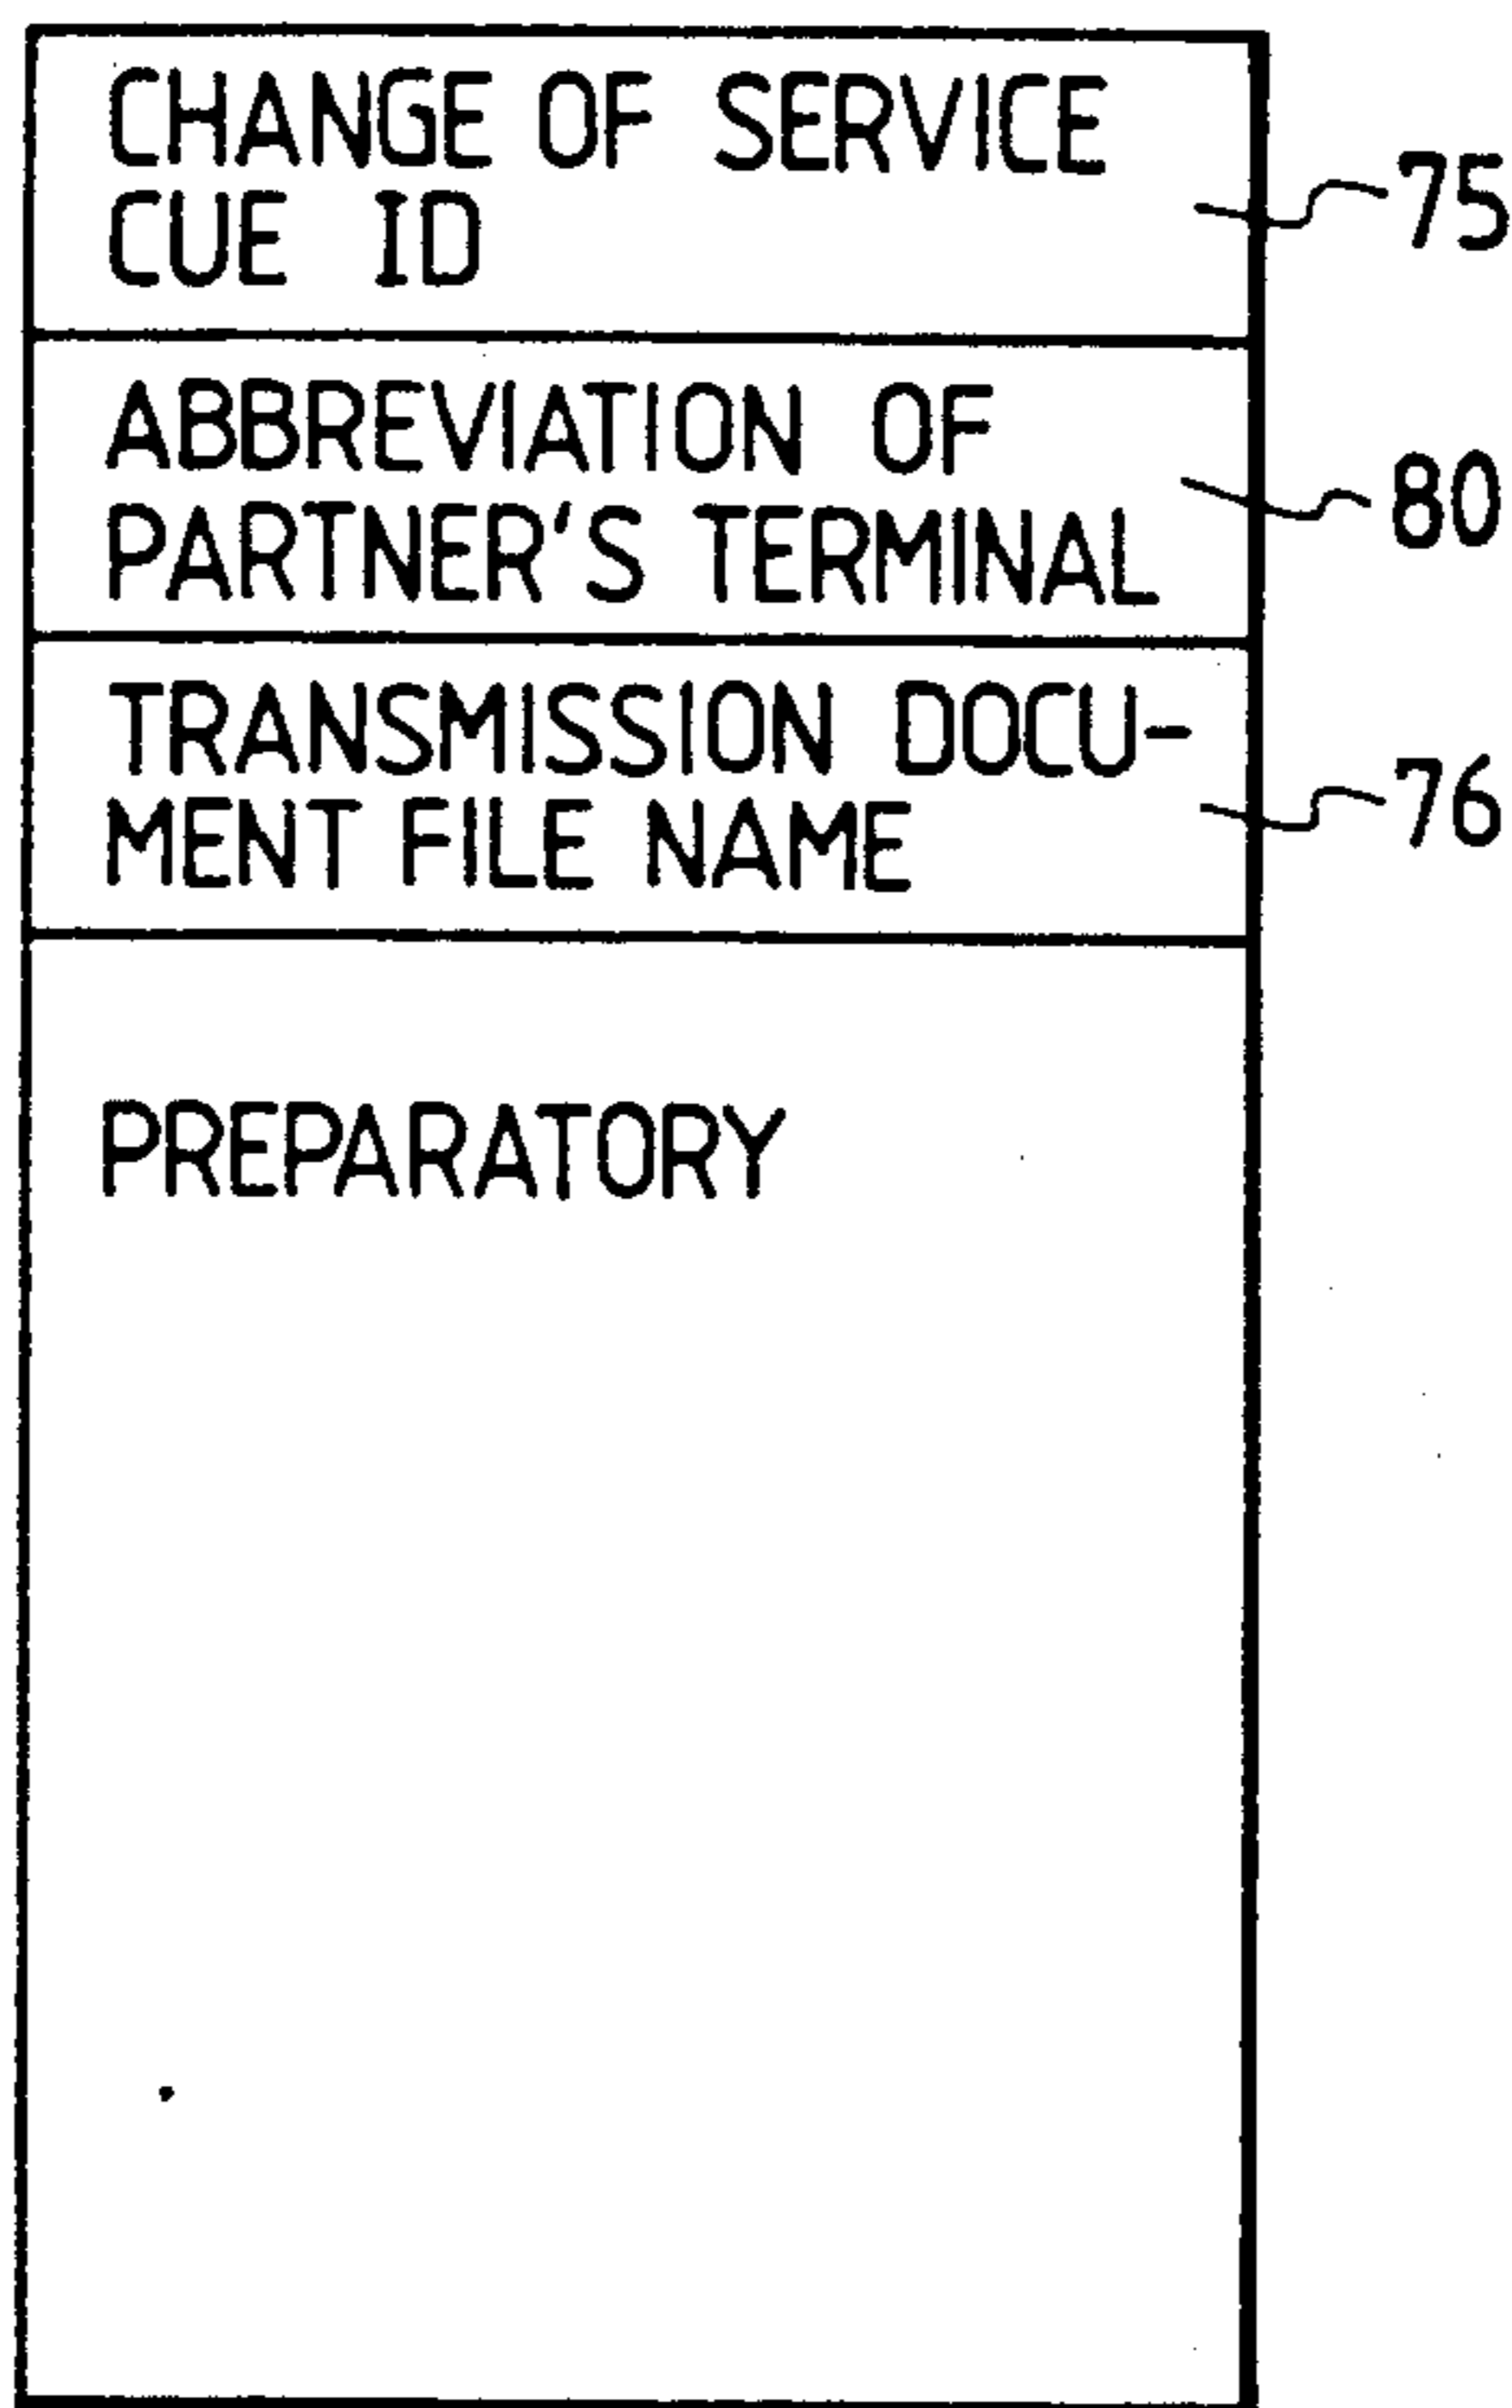 CHANGE OF SERVICE
CUE ID
75
ABBREVIATION OF
PARTNER'S TERMINAL
80
TRANSMISSION DOCU-
MENT FILE NAME
76
PREPARATORY